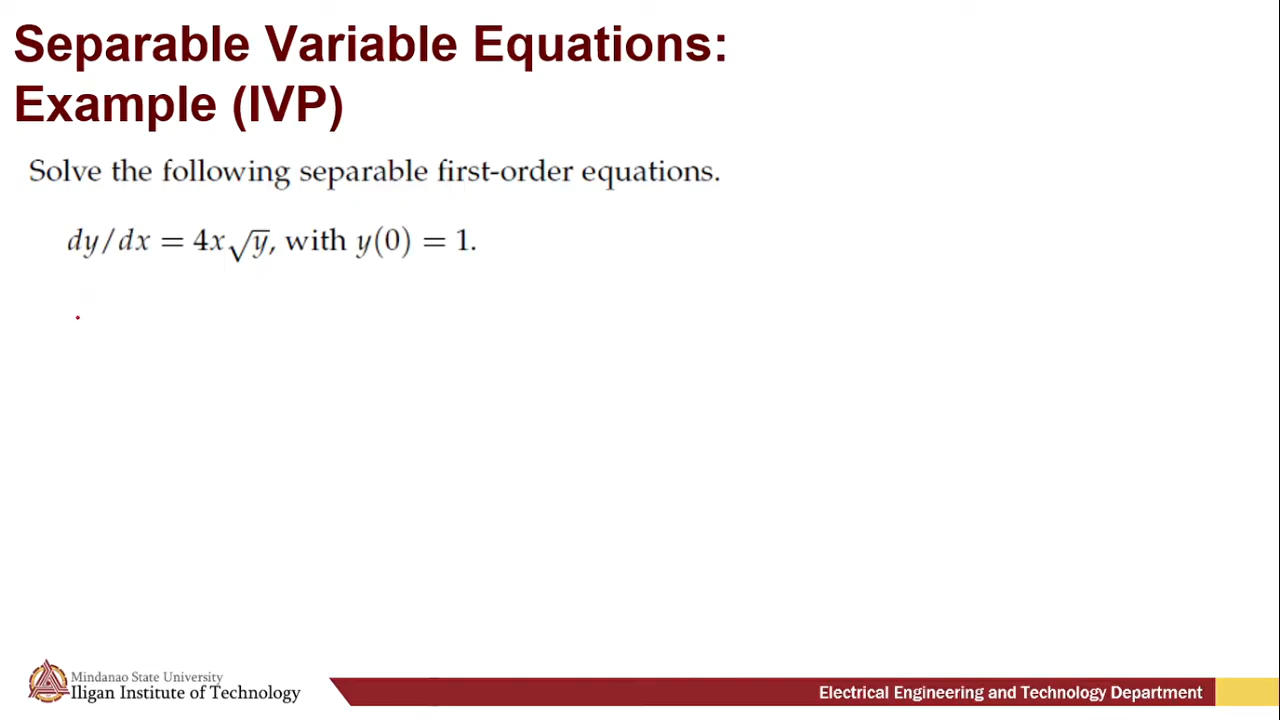 Separable Variable Equations:
Example (IVP)
Solve the following separable first-order equations.
dy/dx = 4x√y, with y(0) = 1.
Mindanao State University
Iligan Institute of Technology
Electrical Engineering and Technology Department